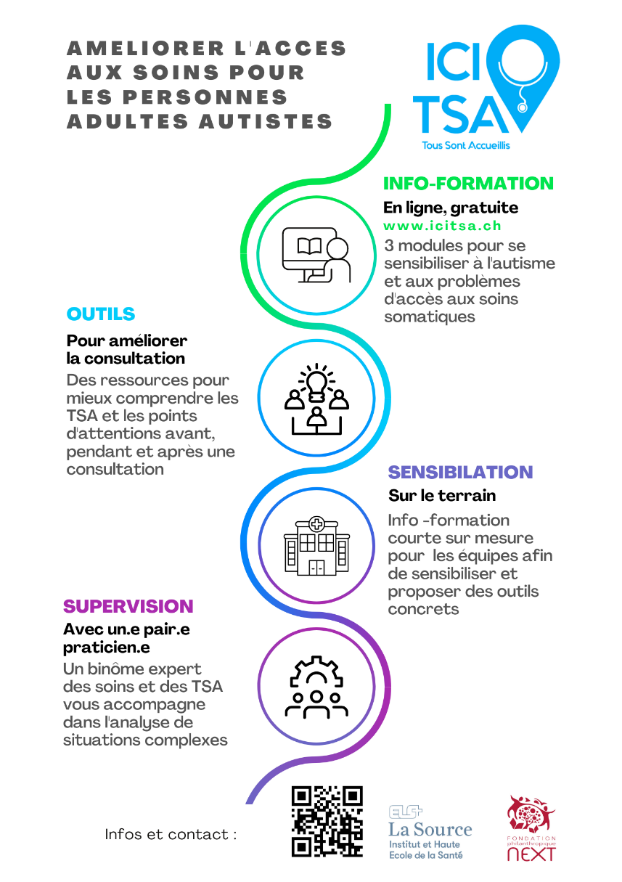 AMELIORER L'ACCES
AUX SOINS POUR
LES PERSONNES
ADULTES AUTISTES
ICI
TSA
Tous Sont Accueillis
INFO-FORMATION
En ligne, gratuite
www.icitsa.ch
3 modules pour se
sensibiliser à l'autisme
et aux problèmes
d'accès aux soins
somatiques
OUTILS
Pour améliorer
la consultation
Des ressources pour
mieux comprendre les
TSA et les points
d'attentions avant,
pendant et après une
consultation
SENSIBILATION
Sur le terrain
Info -formation
courte sur mesure
pour les équipes afin
de sensibiliser et
proposer des outils
concrets
SUPERVISION
Avec un.e pair.e
praticien.e
Un binôme expert
des soins et des TSA
vous accompagne
dans l'analyse de
situations complexes
Infos et contact :
ELS+
La Source
Institut et Haute
Ecole de la Santé
FONDATION
philanthropique
NEXT